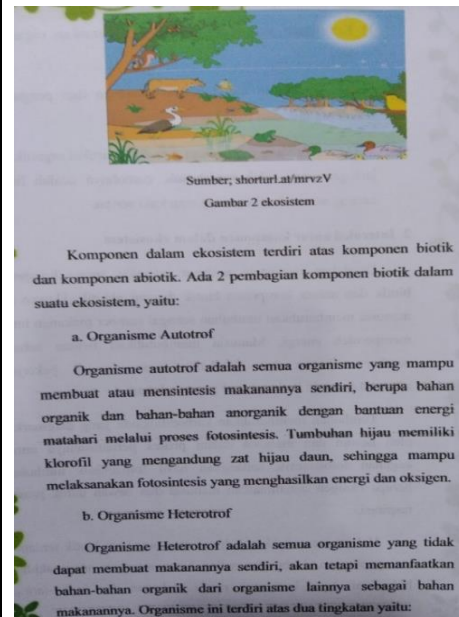 Sumber; shorturl.at/mrvzV
Gambar 2 ekosistem
Komponen dalam ekosistem terdiri atas komponen biotik
dan komponen abiotik. Ada 2 pembagian komponen biotik dalam
suatu ekosistem, yaitu:
a. Organisme Autotrof
Organisme autotrof adalah semua organisme yang mampu
membuat atau mensintesis makanannya sendiri, berupa bahan
organik dan bahan-bahan anorganik dengan bantuan energi
matahari melalui proses fotosintesis. Tumbuhan hijau memiliki
klorofil yang mengandung zat hijau daun, sehingga mampu
melaksanakan fotosintesis yang menghasilkan energi dan oksigen.
b. Organisme Heterotrof
Organisme Heterotrof adalah semua organisme yang tidak
dapat membuat makanannya sendiri, akan tetapi memanfaatkan
bahan-bahan organik dari organisme lainnya sebagai bahan
makanannya. Organisme ini terdiri atas dua tingkatan yaitu: